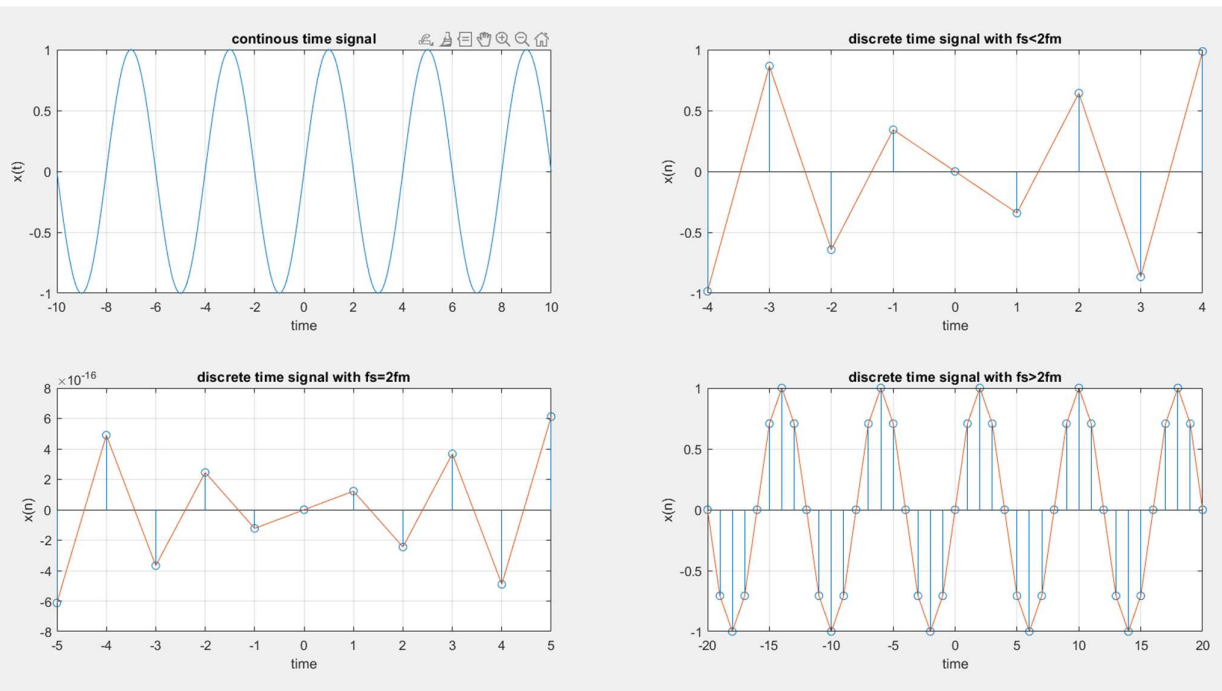 continous time signal
1
0.5
0
-0.5
-1
x(t)
-10 -8 -6 -4 -2 0 2 4 6 8 10
time
discrete time signal with fs<2fm
1
0.5
0
-0.5
-1
x(n)
-4 -3 -2 -1 0 1 2 3 4
time
×10-16
discrete time signal with fs=2fm
8
6
4
2
0
-2
-4
-6
-8
x(n)
-5 -4 -3 -2 -1 0 1 2 3 4 5
time
discrete time signal with fs>2fm
1
0.5
0
-0.5
-1
x(n)
-20 -15 -10 -5 0 5 10 15 20
time